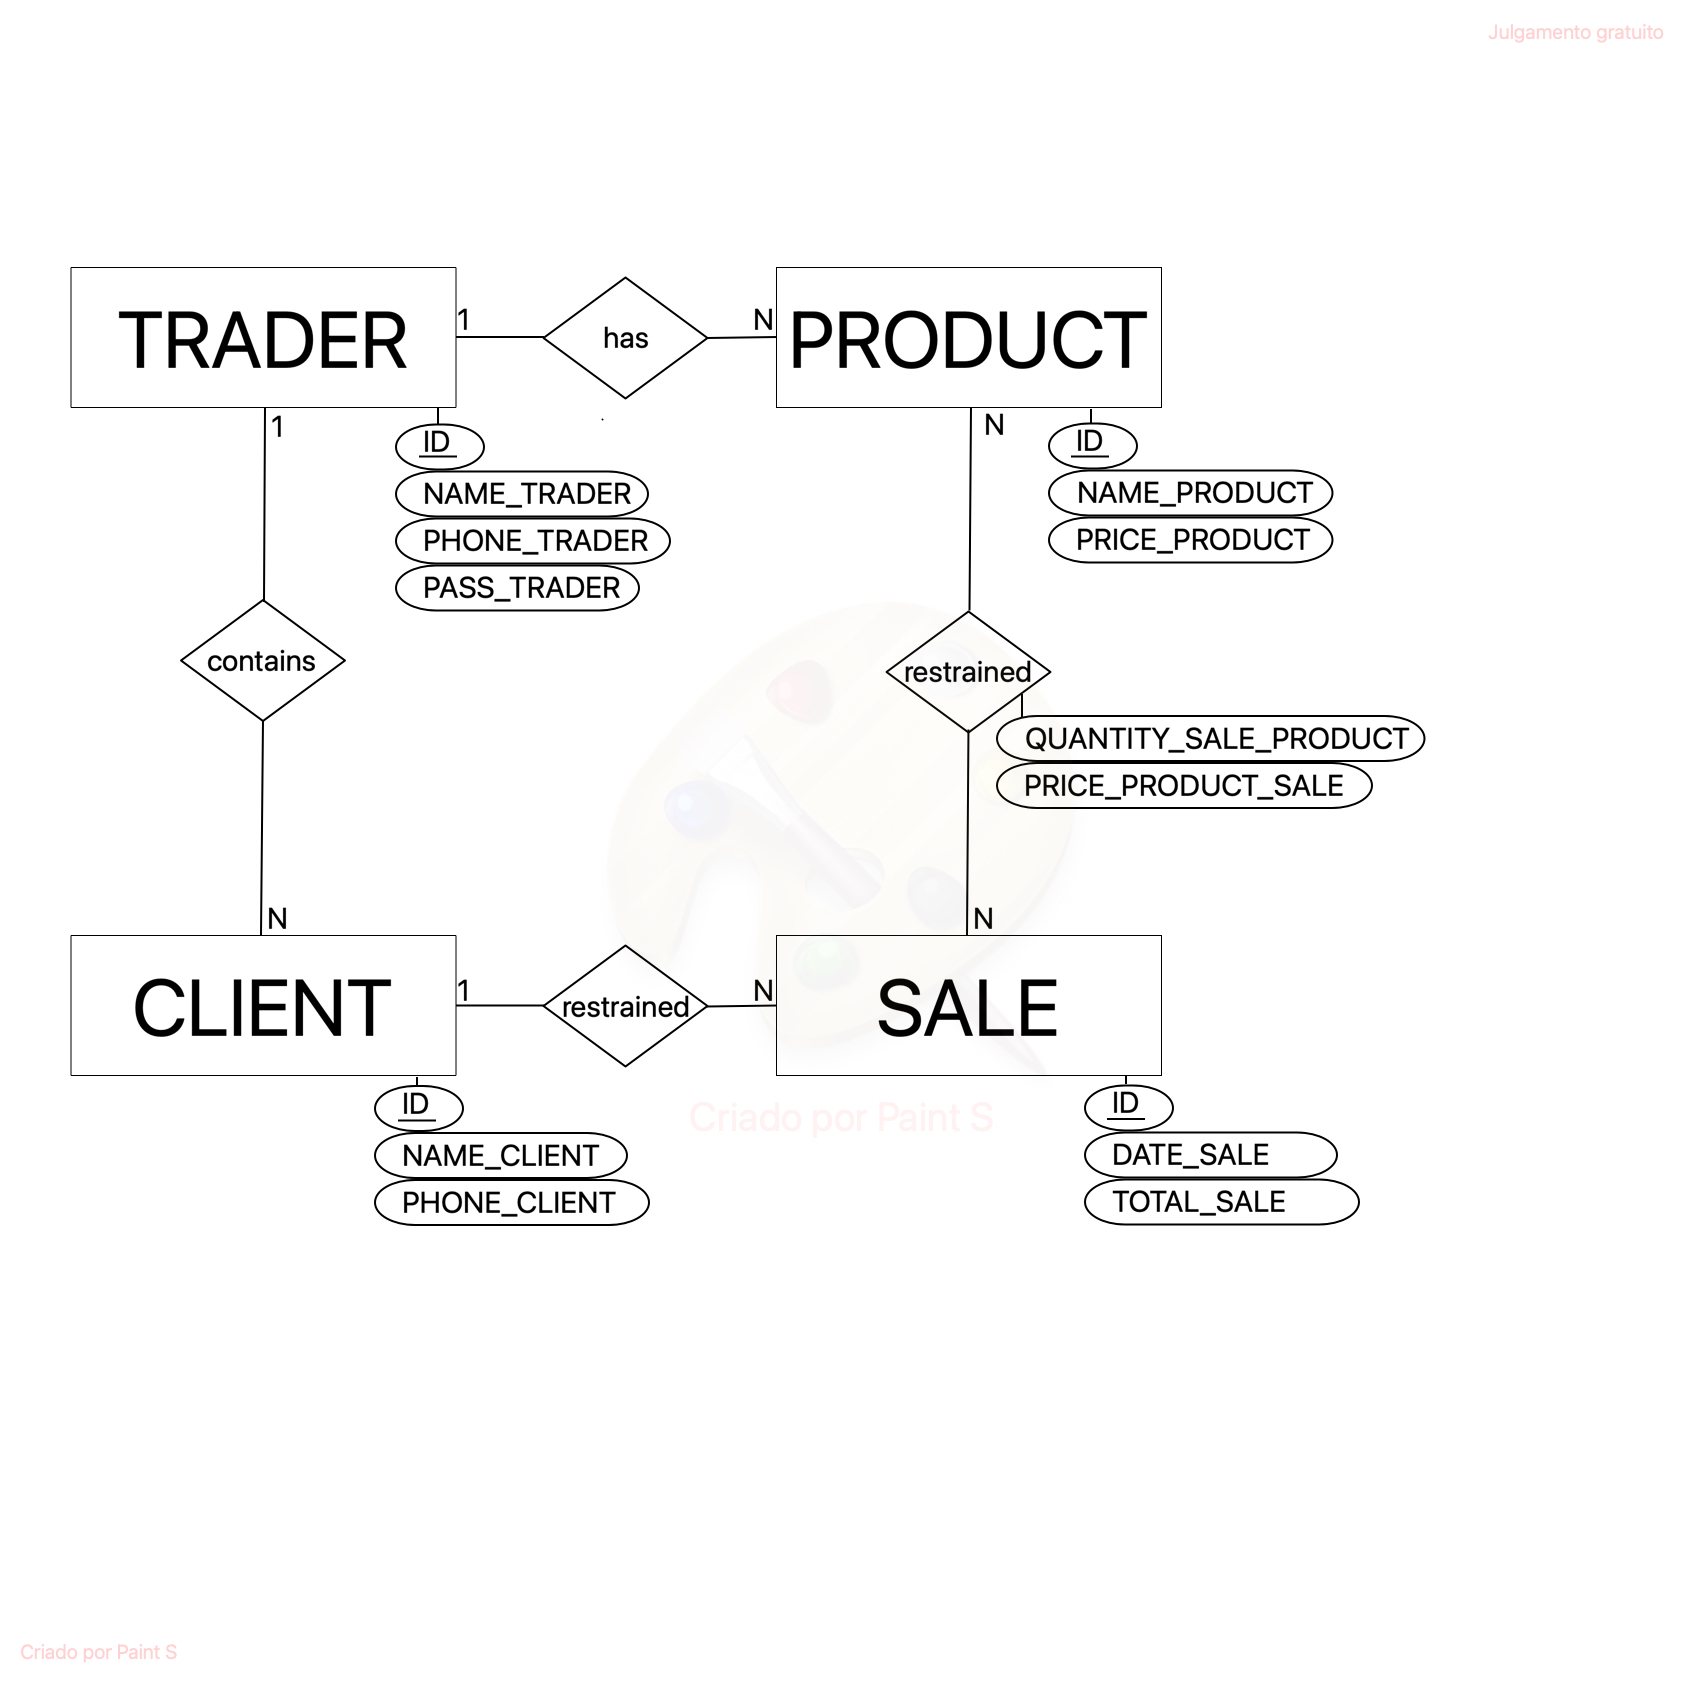 Julgamento gratuito
TRADER
1
has
N
PRODUCT
1
ID
NAME_TRADER
PHONE_TRADER
PASS_TRADER
N
ID
NAME_PRODUCT
PRICE_PRODUCT
contains
restrained
QUANTITY_SALE_PRODUCT
PRICE_PRODUCT_SALE
N
N
CLIENT
1
restrained
N
SALE
ID
NAME_CLIENT
PHONE_CLIENT
ID
DATE_SALE
TOTAL_SALE
Criado por Paint S
Criado por Paint S